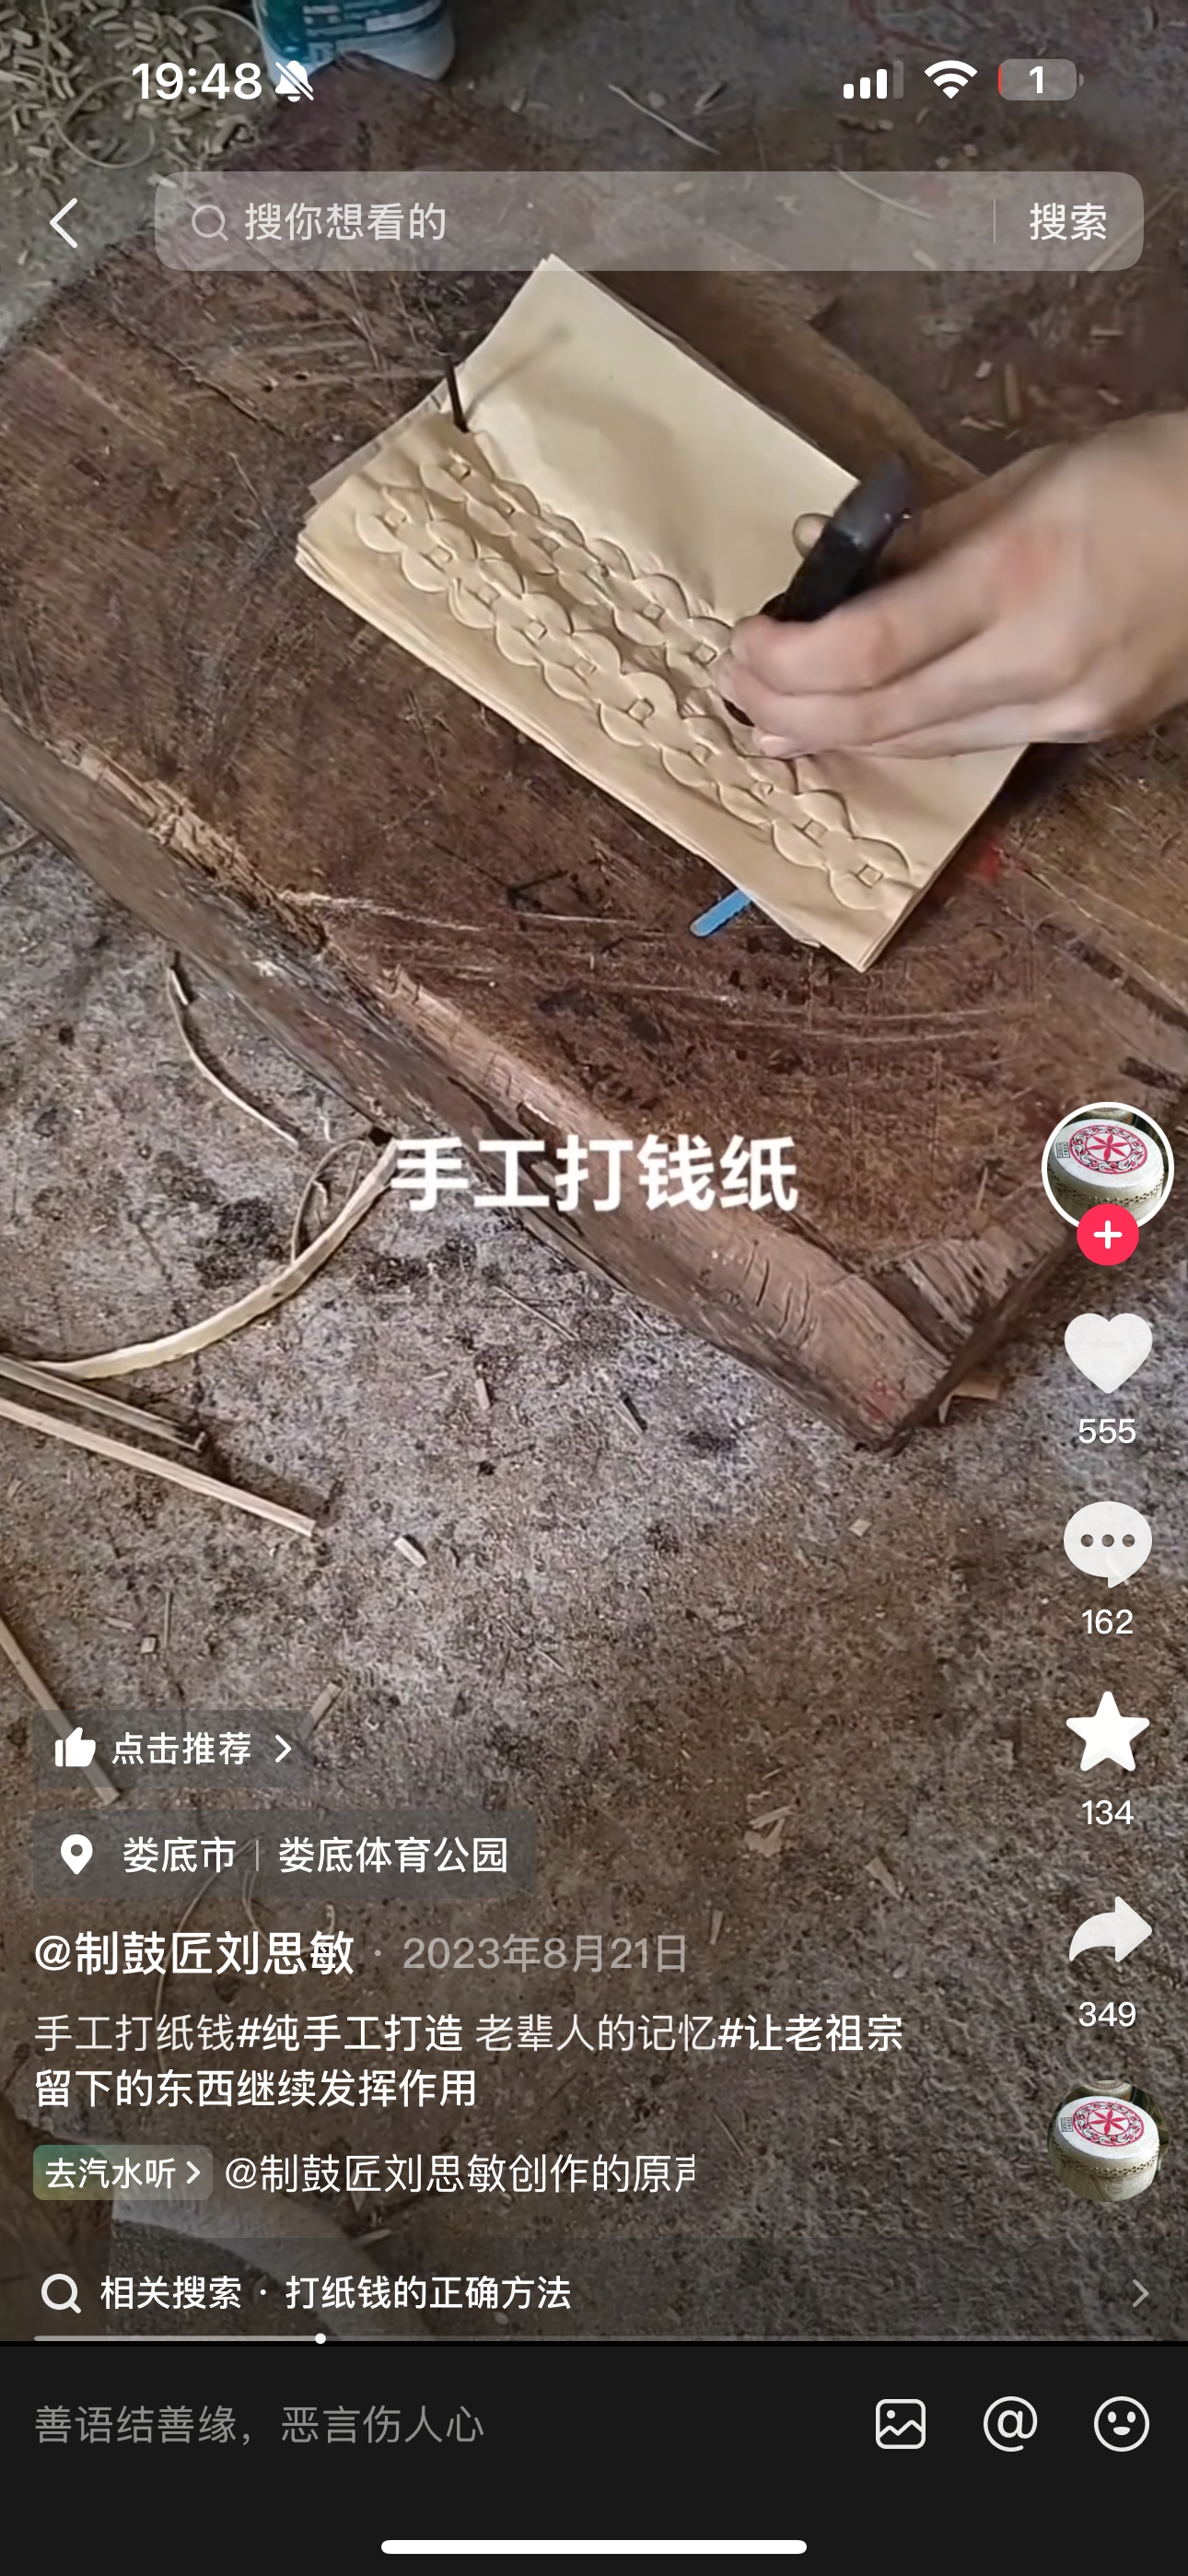 19:48
1
搜你想看的
搜索
手工打钱纸
555
162
134
349
点击推荐
娄底市 | 娄底体育公园
@制鼓匠刘思敏 · 2023年8月21日
手工打纸钱#纯手工打造 老辈人的记忆#让老祖宗
留下的东西继续发挥作用
去汽水听 @制鼓匠刘思敏创作的原声
相关搜索 · 打纸钱的正确方法
善语结善缘，恶言伤人心